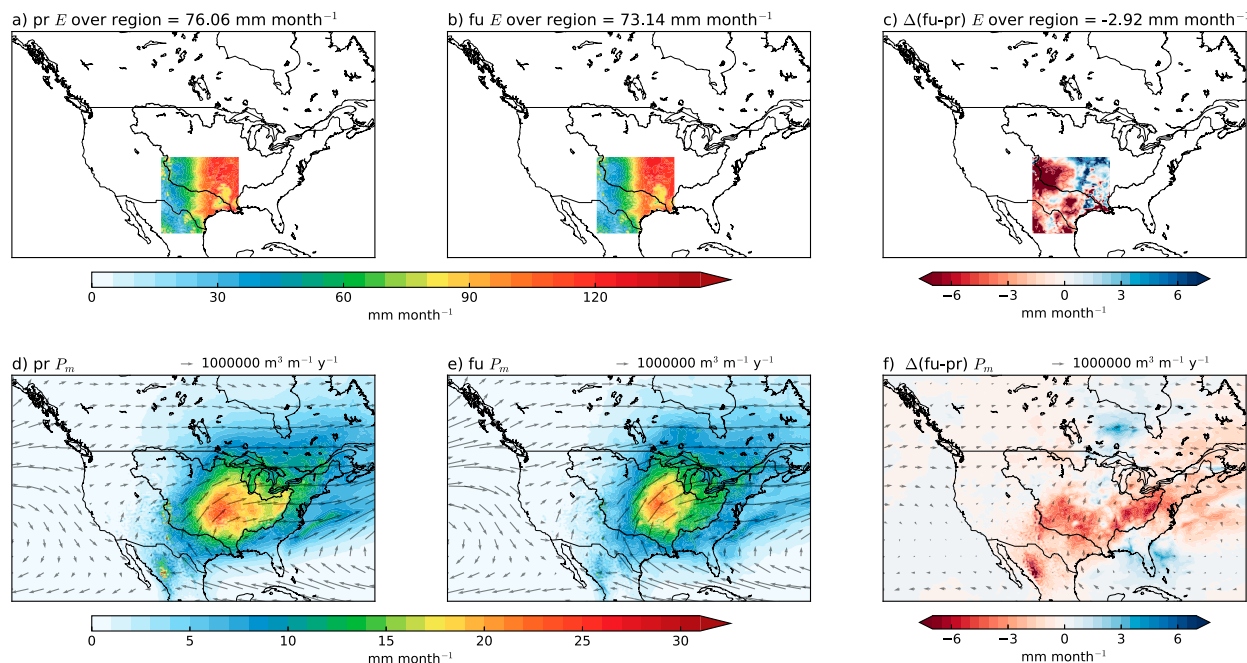 a) pr E over region = 76.06 mm month⁻¹
b) fu E over region = 73.14 mm month⁻¹
c) Δ(fu-pr) E over region = -2.92 mm month⁻¹
0 30 60 90 120
mm month⁻¹
−6 −3 0 3 6
mm month⁻¹
d) pr Pₘ 1000000 m³ m⁻¹ y⁻¹
e) fu Pₘ 1000000 m³ m⁻¹ y⁻¹
f) Δ(fu-pr) Pₘ 1000000 m³ m⁻¹ y⁻¹
0 5 10 15 20 25 30
mm month⁻¹
−6 −3 0 3 6
mm month⁻¹